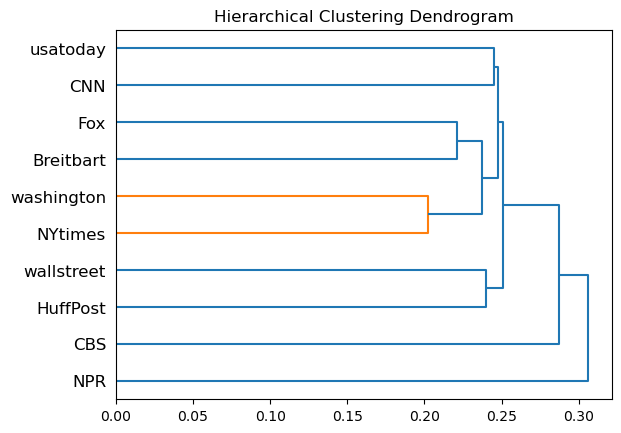 Hierarchical Clustering Dendrogram
usatoday
CNN
Fox
Breitbart
washington
NYtimes
wallstreet
HuffPost
CBS
NPR
0.00 0.05 0.10 0.15 0.20 0.25 0.30